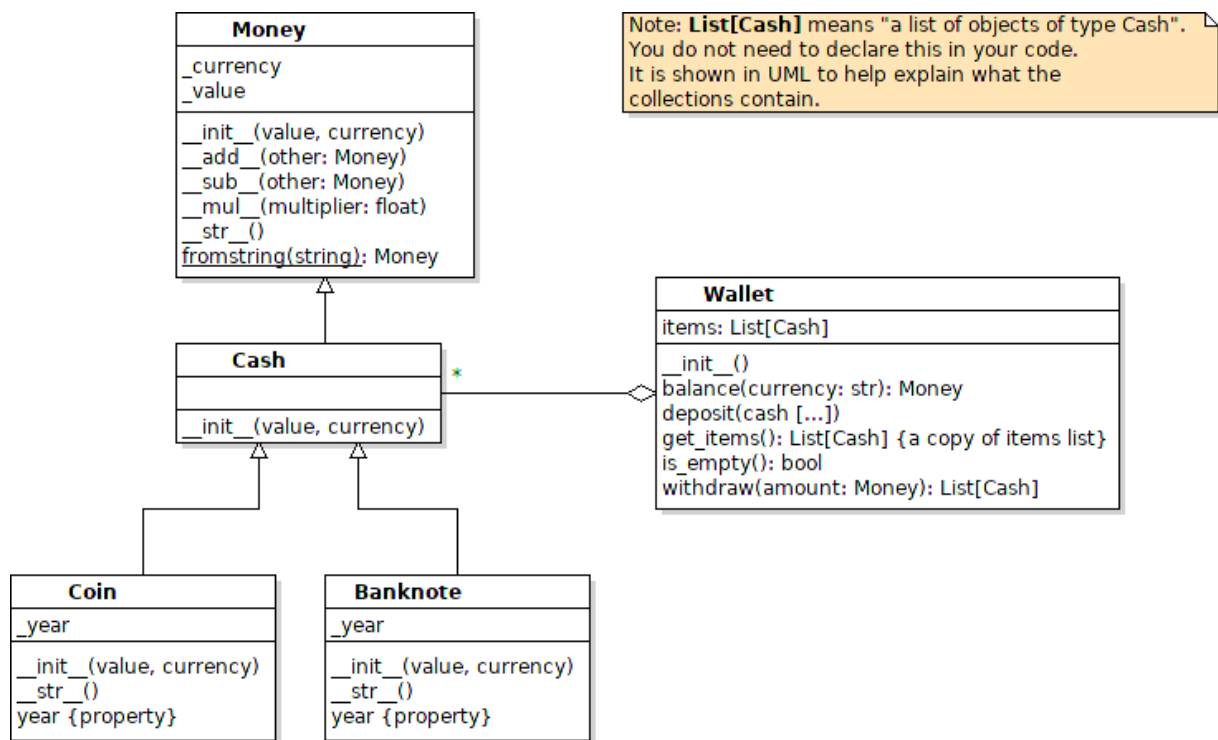 Money
_currency
_value
__init__(value, currency)
__add__(other: Money)
__sub__(other: Money)
__mul__(multiplier: float)
__str__()
fromstring(string): Money
Note: List[Cash] means "a list of objects of type Cash".
You do not need to declare this in your code.
It is shown in UML to help explain what the
collections contain.
Cash
__init__(value, currency)
*
Wallet
items: List[Cash]
__init__()
balance(currency: str): Money
deposit(cash [...])
get_items(): List[Cash] {a copy of items list}
is_empty(): bool
withdraw(amount: Money): List[Cash]
Coin
_year
__init__(value, currency)
__str__()
year {property}
Banknote
_year
__init__(value, currency)
__str__()
year {property}